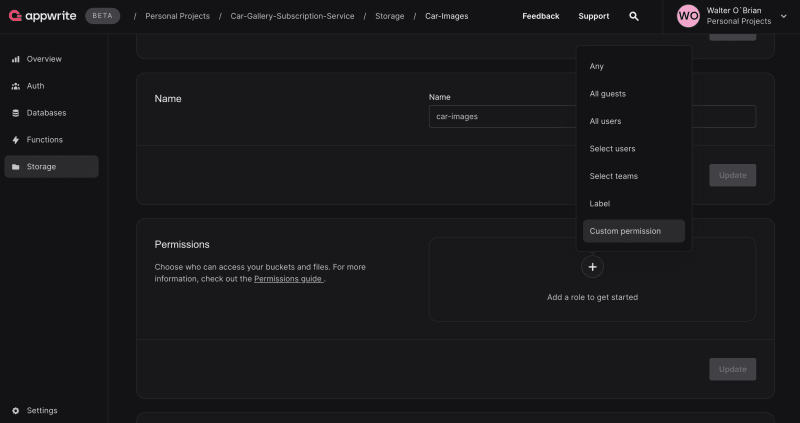 appwrite
BETA
/ Personal Projects / Car-Gallery-Subscription-Service / Storage / Car-Images
Feedback
Support
WO
Walter O´Brian
Personal Projects
Overview
Auth
Databases
Functions
Storage
Settings
Name
Name
car-images
Update
Any
All guests
All users
Select users
Select teams
Label
Custom permission
Permissions
Choose who can access your buckets and files. For more
information, check out the Permissions guide .
Add a role to get started
Update